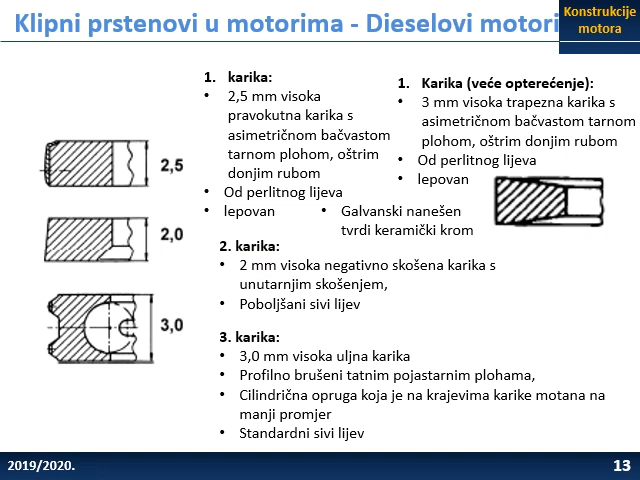 Klipni prstenovi u motorima - Dieselovi motori
Konstrukcije
motora
2,5
2,0
3,0
1. karika:
• 2,5 mm visoka
pravokutna karika s
asimetričnom bačvastom
tarnom plohom, oštrim
donjim rubom
• Od perlitnog lijeva
• lepovan
1. Karika (veće opterećenje):
• 3 mm visoka trapezna karika s
asimetričnom bačvastom tarnom
plohom, oštrim donjim rubom
• Od perlitnog lijeva
• lepovan
• Galvanski nanešen
tvrdi keramički krom
2. karika:
• 2 mm visoka negativno skošena karika s
unutarnjim skošenjem,
• Poboljšani sivi lijev
3. karika:
• 3,0 mm visoka uljna karika
• Profilno brušeni tatnim pojastarnim plohama,
• Cilindrična opruga koja je na krajevima karike motana na
manji promjer
• Standardni sivi lijev
2019/2020.
13